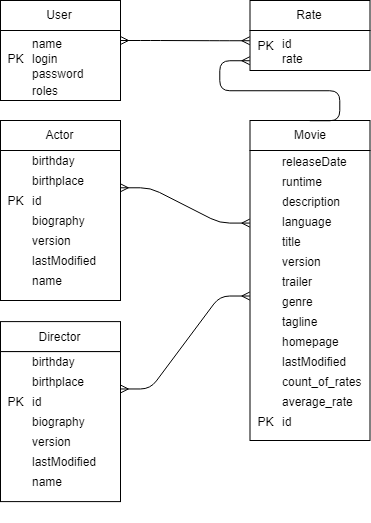 User
name
PK login
password
roles
Rate
PK id
rate
Actor
birthday
birthplace
PK id
biography
version
lastModified
name
Movie
releaseDate
runtime
description
language
title
version
trailer
genre
tagline
homepage
lastModified
count_of_rates
average_rate
PK id
Director
birthday
birthplace
PK id
biography
version
lastModified
name